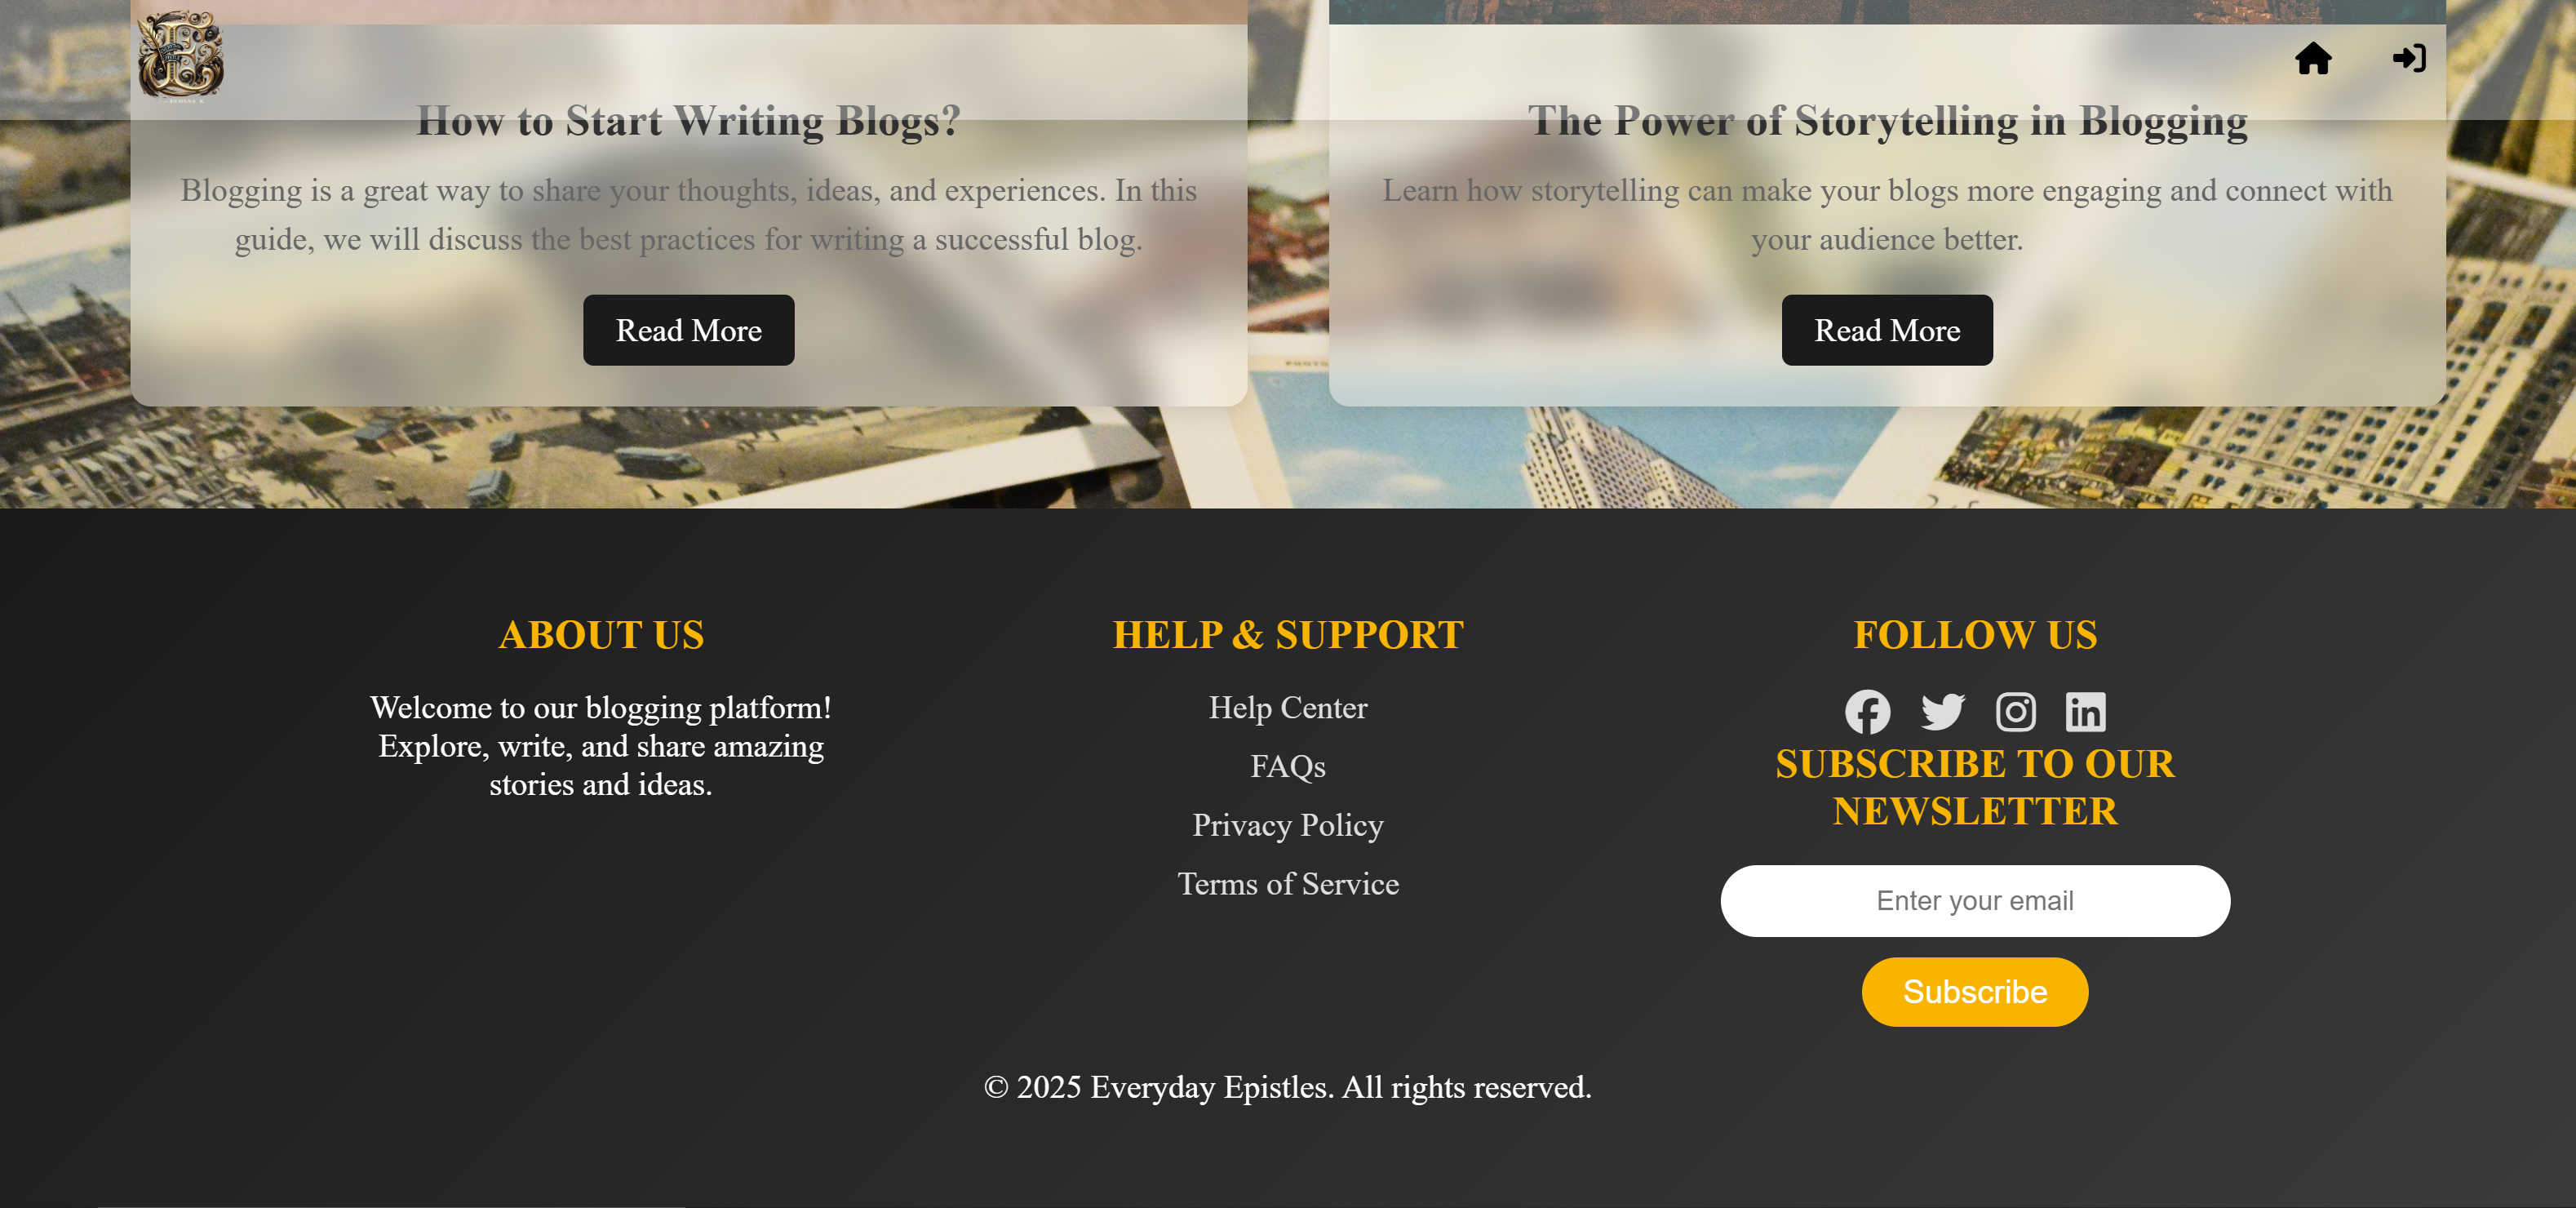 How to Start Writing Blogs?
Blogging is a great way to share your thoughts, ideas, and experiences. In this
guide, we will discuss the best practices for writing a successful blog.
Read More
The Power of Storytelling in Blogging
Learn how storytelling can make your blogs more engaging and connect with
your audience better.
Read More
ABOUT US
Welcome to our blogging platform!
Explore, write, and share amazing
stories and ideas.
HELP & SUPPORT
Help Center
FAQs
Privacy Policy
Terms of Service
FOLLOW US
SUBSCRIBE TO OUR
NEWSLETTER
Enter your email
Subscribe
© 2025 Everyday Epistles. All rights reserved.